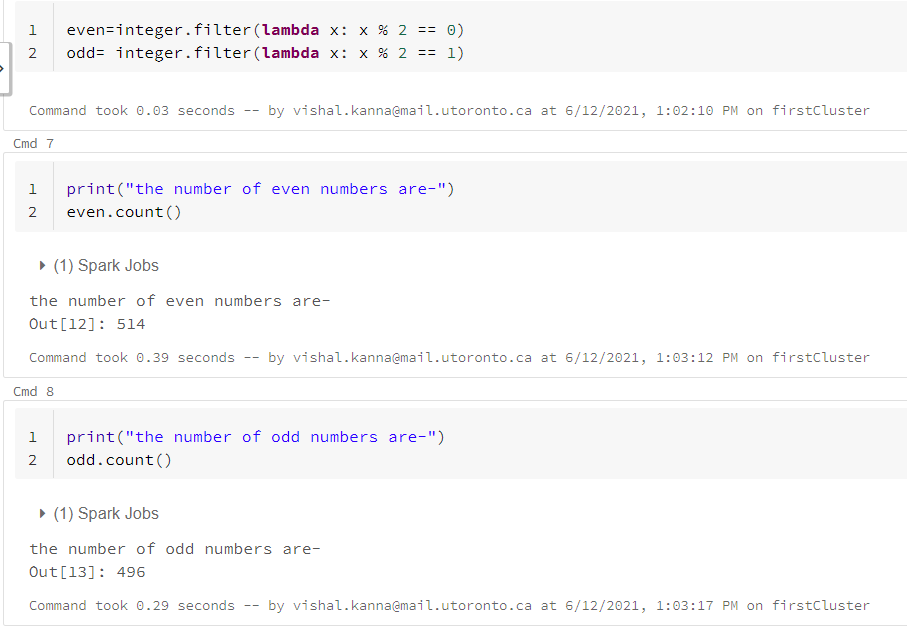 1 even=integer.filter(lambda x: x % 2 == 0)
2 odd= integer.filter(lambda x: x % 2 == 1)
Command took 0.03 seconds -- by vishal.kanna@mail.utoronto.ca at 6/12/2021, 1:02:10 PM on firstCluster
Cmd 7
1 print("the number of even numbers are-")
2 even.count()
(1) Spark Jobs
the number of even numbers are-
Out[12]: 514
Command took 0.39 seconds -- by vishal.kanna@mail.utoronto.ca at 6/12/2021, 1:03:12 PM on firstCluster
Cmd 8
1 print("the number of odd numbers are-")
2 odd.count()
(1) Spark Jobs
the number of odd numbers are-
Out[13]: 496
Command took 0.29 seconds -- by vishal.kanna@mail.utoronto.ca at 6/12/2021, 1:03:17 PM on firstCluster